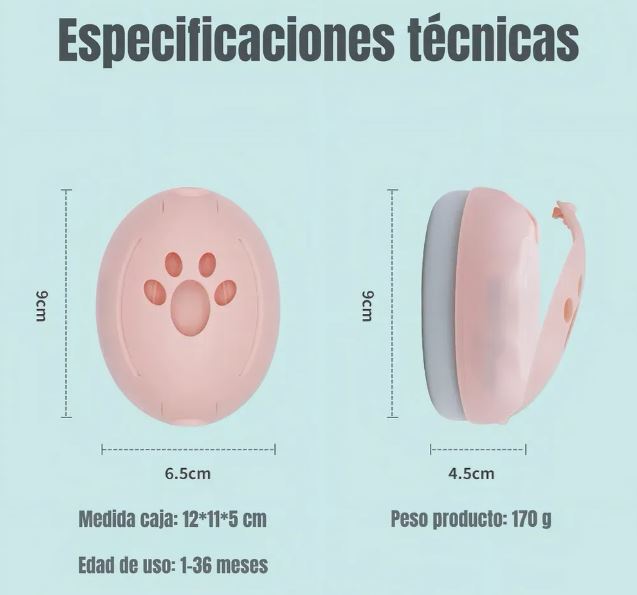 Especificaciones técnicas
9cm
9cm
6.5cm
4.5cm
Medida caja: 12*11*5 cm
Peso producto: 170 g
Edad de uso: 1-36 meses